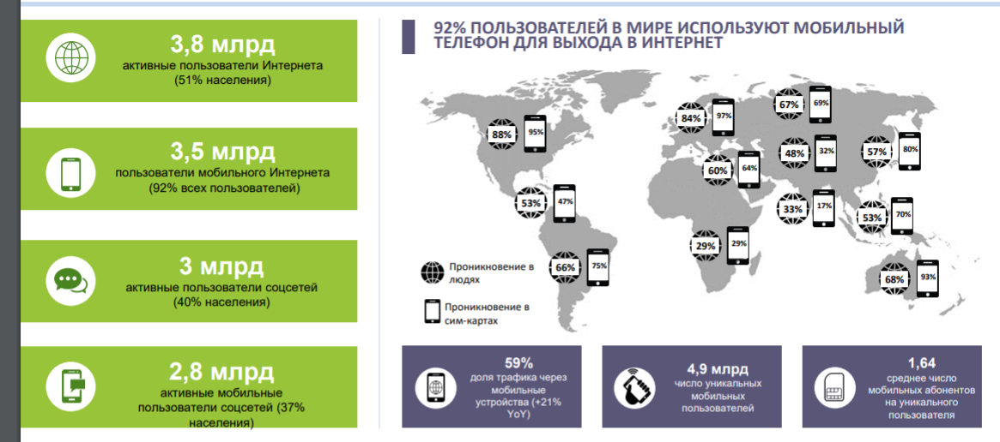 3,8 млрд
активные пользователи Интернета
(51% населения)
3,5 млрд
пользователи мобильного Интернета
(92% всех пользователей)
3 млрд
активные пользователи соцсетей
(40% населения)
2,8 млрд
активные мобильные
пользователи соцсетей (37%
населения)
92% ПОЛЬЗОВАТЕЛЕЙ В МИРЕ ИСПОЛЬЗУЮТ МОБИЛЬНЫЙ
ТЕЛЕФОН ДЛЯ ВЫХОДА В ИНТЕРНЕТ
88% 95%
84% 97%
67% 69%
48% 32%
57% 80%
60% 64%
53% 47%
33% 17%
53% 70%
29% 29%
66% 75%
68% 93%
Проникновение в
людях
Проникновение в
сим-картах
59%
доля трафика через
мобильные
устройства (+21%
YoY)
4,9 млрд
число уникальных
мобильных
пользователей
1,64
среднее число
мобильных абонентов
на уникального
пользователя